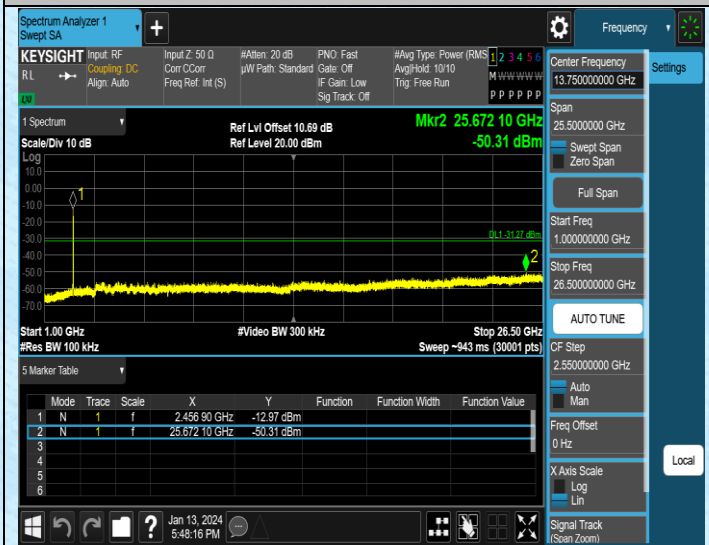 Spectrum Analyzer 1
Swept SA
+
Frequency
KEYSIGHT
RL
LXI
Input: RF
Coupling: DC
Align: Auto
Input Z: 50 Ω
Corr CCorr
Freq Ref: Int (S)
#Atten: 20 dB
µW Path: Standard
PNO: Fast
Gate: Off
IF Gain: Low
Sig Track: Off
#Avg Type: Power (RMS
Avg|Hold: 10/10
Trig: Free Run
1 2 3 4 5 6
M W W W W W
P P P P P P
1 Spectrum
Scale/Div 10 dB
Ref Lvl Offset 10.69 dB
Ref Level 20.00 dBm
Mkr2 25.672 10 GHz
-50.31 dBm
Log
10.0
0.00
-10.0
-20.0
-30.0
-40.0
-50.0
-60.0
-70.0
1
DL1 -31.27 dBm
2
Start 1.00 GHz
#Res BW 100 kHz
#Video BW 300 kHz
Stop 26.50 GHz
Sweep ~943 ms (30001 pts)
5 Marker Table
Mode Trace Scale X Y Function Function Width Function Value
1 N 1 f 2.456 90 GHz -12.97 dBm
2 N 1 f 25.672 10 GHz -50.31 dBm
3
4
5
6
Center Frequency
13.750000000 GHz
Span
25.5000000 GHz
Swept Span
Zero Span
Full Span
Start Freq
1.000000000 GHz
Stop Freq
26.500000000 GHz
AUTO TUNE
CF Step
2.550000000 GHz
Auto
Man
Freq Offset
0 Hz
X Axis Scale
Log
Lin
Signal Track
(Span Zoom)
Settings
Local
?
Jan 13, 2024
5:48:16 PM